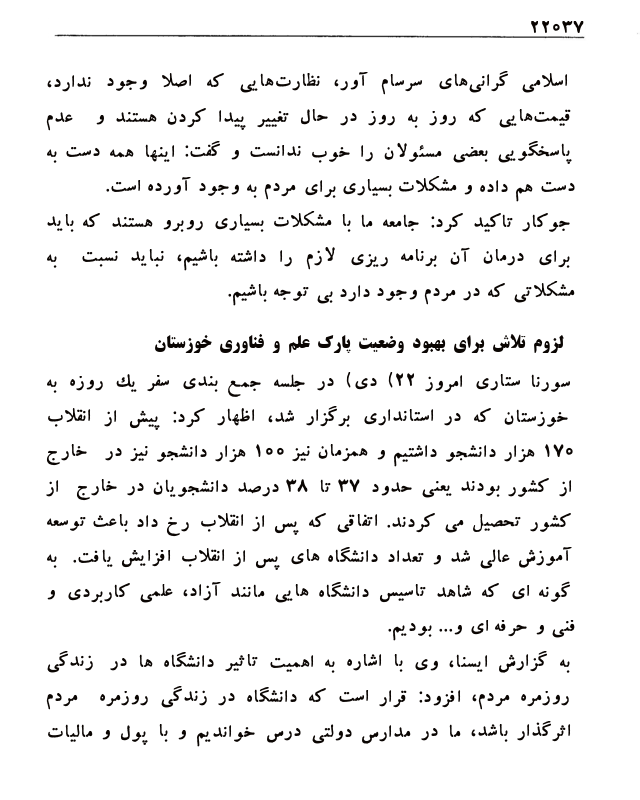 ۲۲۰۳۷
اسلامی گرانی‌های سرسام آور، نظارت‌هایی که اصلا وجود ندارد،
قیمت‌هایی که روز به روز در حال تغییر پیدا کردن هستند و عدم
پاسخگویی بعضی مسئولان را خوب ندانست و گفت: اینها همه دست به
دست هم داده و مشکلات بسیاری برای مردم به وجود آورده است.
جوکار تاکید کرد: جامعه ما با مشکلات بسیاری روبرو هستند که باید
برای درمان آن برنامه ریزی لازم را داشته باشیم، نباید نسبت به
مشکلاتی که در مردم وجود دارد بی توجه باشیم.
لزوم تلاش برای بهبود وضعیت پارک علم و فناوری خوزستان
سورنا ستاری امروز ۲۲) دی) در جلسه جمع بندی سفر یك روزه به
خوزستان که در استانداری برگزار شد، اظهار کرد: پیش از انقلاب
۱۷۰ هزار دانشجو داشتیم و همزمان نیز ۱۰۰ هزار دانشجو نیز در خارج
از کشور بودند یعنی حدود ۳۷ تا ۳۸ درصد دانشجویان در خارج از
کشور تحصیل می کردند. اتفاقی که پس از انقلاب رخ داد باعث توسعه
آموزش عالی شد و تعداد دانشگاه های پس از انقلاب افزایش یافت. به
گونه ای که شاهد تاسیس دانشگاه هایی مانند آزاد، علمی کاربردی و
فنی و حرفه ای و... بودیم.
به گزارش ایسنا، وی با اشاره به اهمیت تاثیر دانشگاه ها در زندگی
روزمره مردم، افزود: قرار است که دانشگاه در زندگی روزمره مردم
اثرگذار باشد، ما در مدارس دولتی درس خواندیم و با پول و مالیات